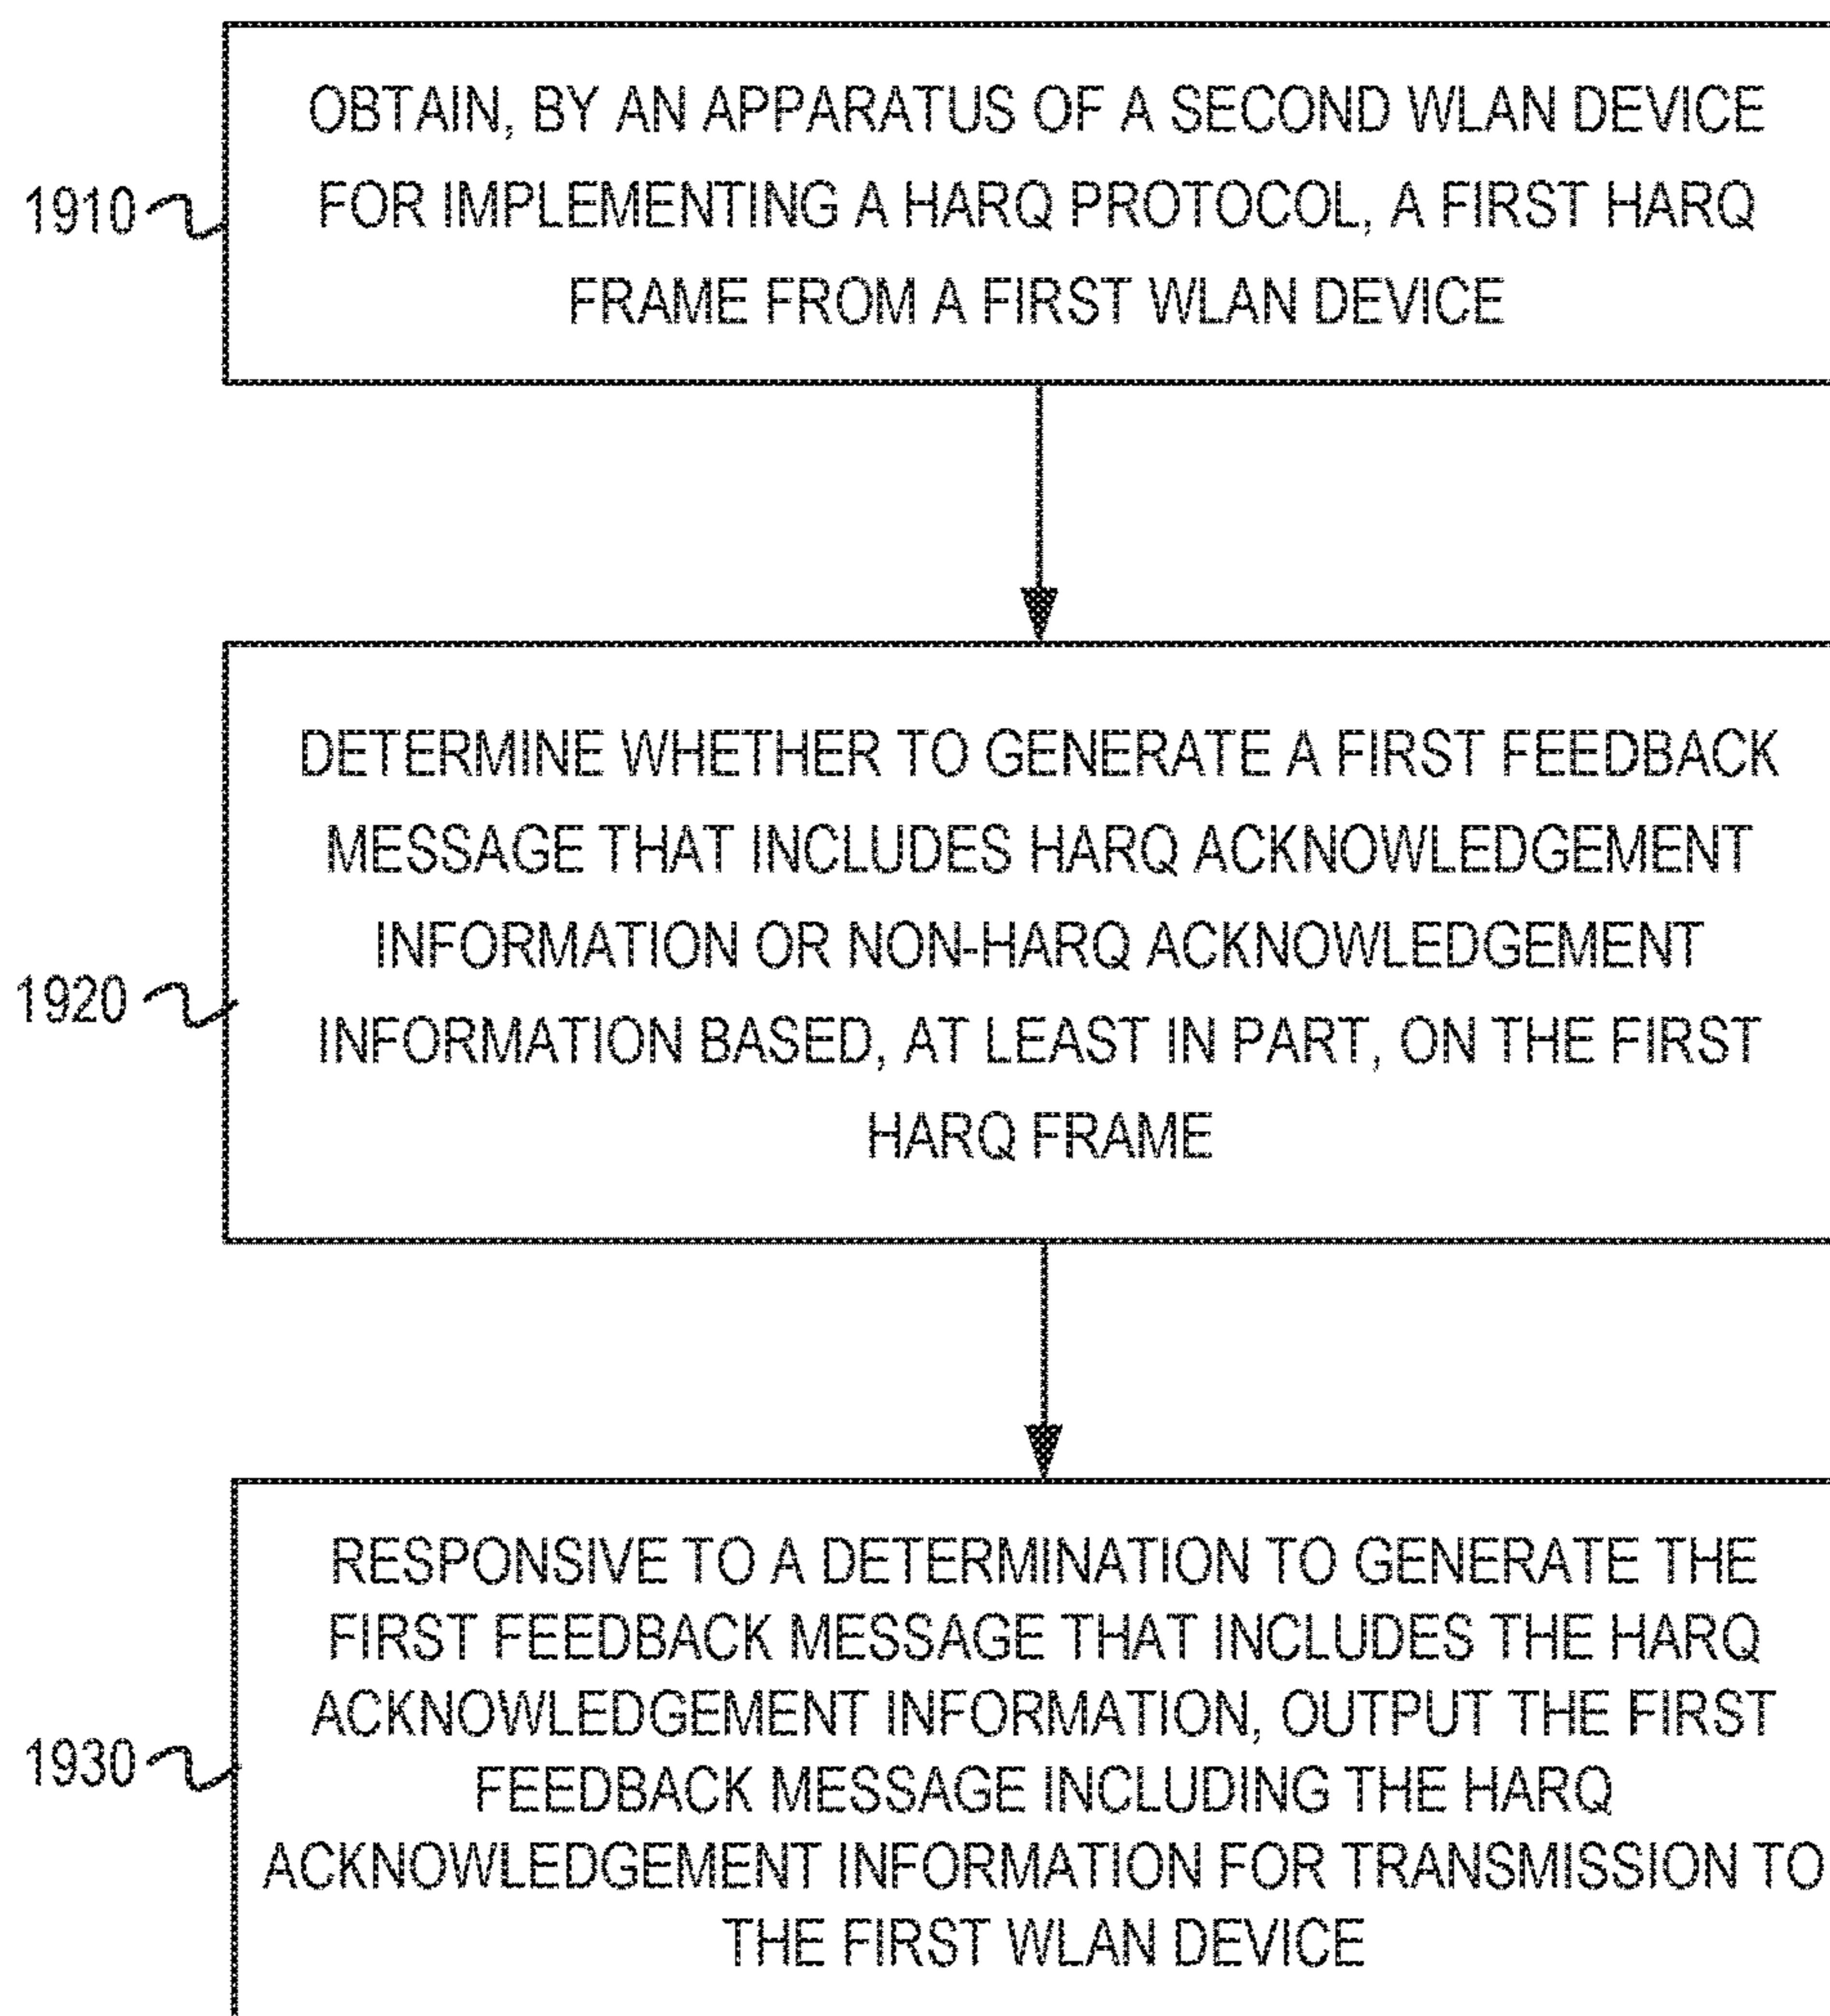 OBTAIN, BY AN APPARATUS OF A SECOND WLAN DEVICE
FOR IMPLEMENTING A HARQ PROTOCOL, A FIRST HARQ
FRAME FROM A FIRST WLAN DEVICE
1910
DETERMINE WHETHER TO GENERATE A FIRST FEEDBACK
MESSAGE THAT INCLUDES HARQ ACKNOWLEDGEMENT
INFORMATION OR NON-HARQ ACKNOWLEDGEMENT
INFORMATION BASED, AT LEAST IN PART, ON THE FIRST
HARQ FRAME
1920
RESPONSIVE TO A DETERMINATION TO GENERATE THE
FIRST FEEDBACK MESSAGE THAT INCLUDES THE HARQ
ACKNOWLEDGEMENT INFORMATION, OUTPUT THE FIRST
FEEDBACK MESSAGE INCLUDING THE HARQ
ACKNOWLEDGEMENT INFORMATION FOR TRANSMISSION TO
THE FIRST WLAN DEVICE
1930